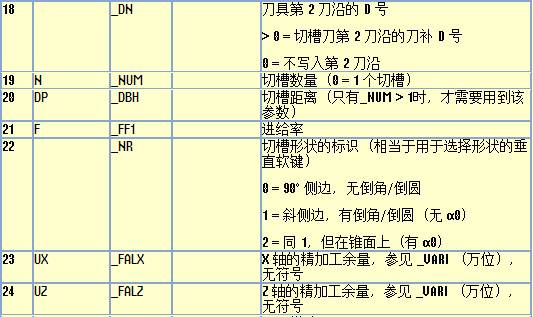 18 _DN 刀具第 2 刀沿的 D 号
> 0 = 切槽刀第 2 刀沿的刀补 D 号
0 = 不写入第 2 刀沿
19 N _NUM 切槽数量（0 = 1 个切槽）
20 DP _DBH 切槽距离（只有_NUM > 1时，才需要用到该
参数）
21 F _FF1 进给率
22 _NR 切槽形状的标识（相当于用于选择形状的垂
直软键）
0 = 90° 侧边，无倒角/倒圆
1 = 斜侧边，有倒角/倒圆（无 α0）
2 = 同 1，但在锥面上（有 α0）
23 UX _FALX X 轴的精加工余量，参见 _VARI（万位），
无符号
24 UZ _FALZ Z 轴的精加工余量，参见 _VARI（万位），
无符号